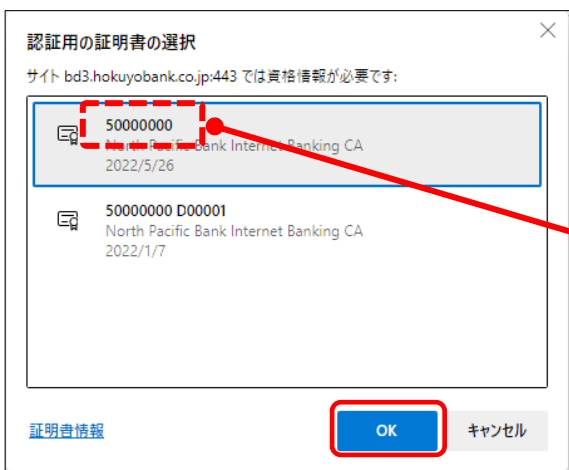 認証用の証明書の選択
サイト bd3.hokuyobank.co.jp:443 では資格情報が必要です:
50000000
North Pacific Bank Internet Banking CA
2022/5/26
50000000 D00001
North Pacific Bank Internet Banking CA
2022/1/7
証明書情報
OK
キャンセル